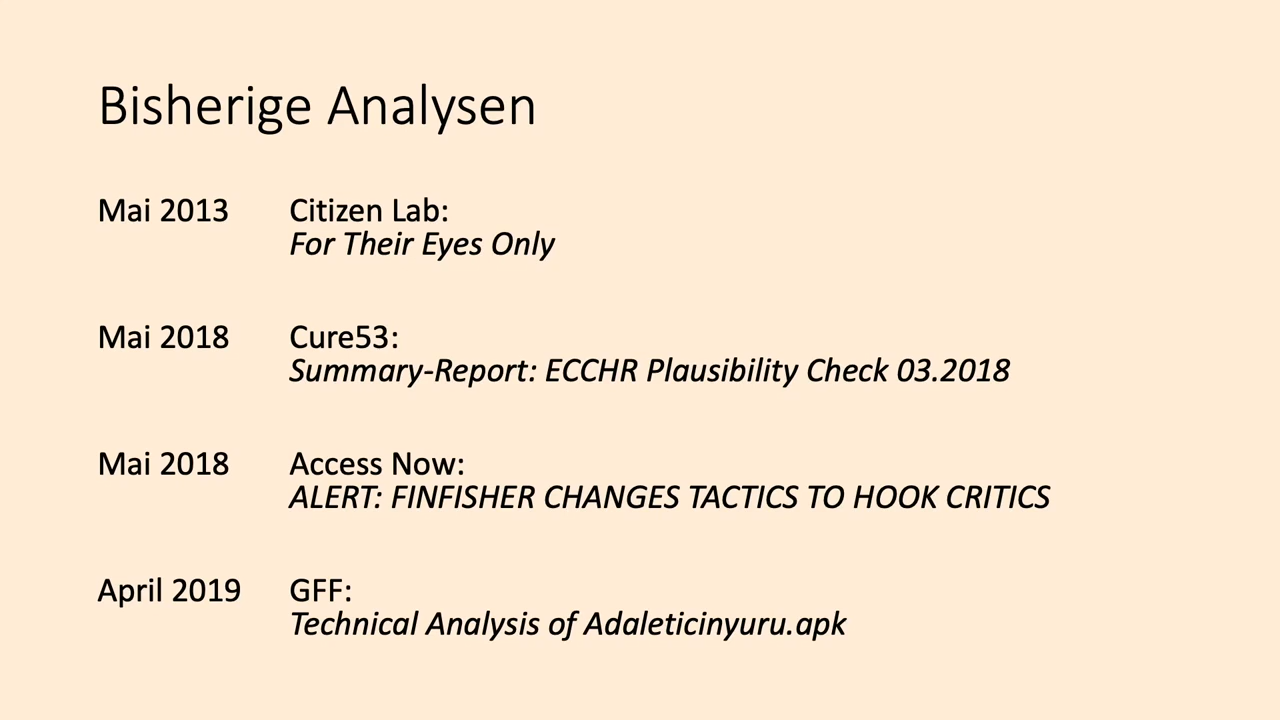 Bisherige Analysen
Mai 2013 Citizen Lab:
For Their Eyes Only
Mai 2018 Cure53:
Summary-Report: ECCHR Plausibility Check 03.2018
Mai 2018 Access Now:
ALERT: FINFISHER CHANGES TACTICS TO HOOK CRITICS
April 2019 GFF:
Technical Analysis of Adaleticinyuru.apk